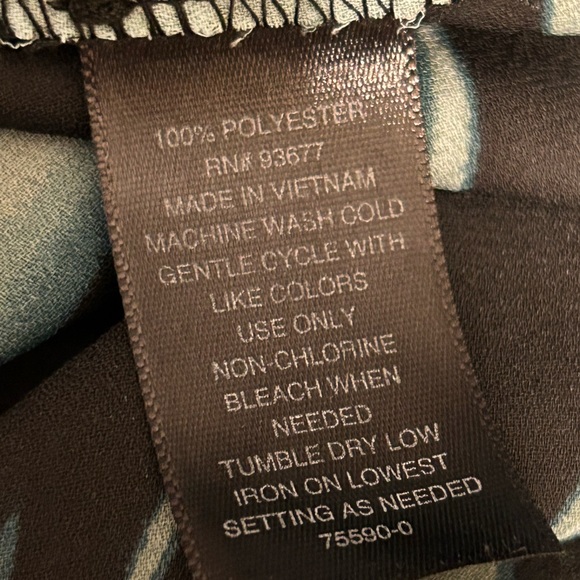 100% POLYESTER
RN# 93677
MADE IN VIETNAM
MACHINE WASH COLD
GENTLE CYCLE WITH
LIKE COLORS
USE ONLY
NON-CHLORINE
BLEACH WHEN
NEEDED
TUMBLE DRY LOW
IRON ON LOWEST
SETTING AS NEEDED
75590-0